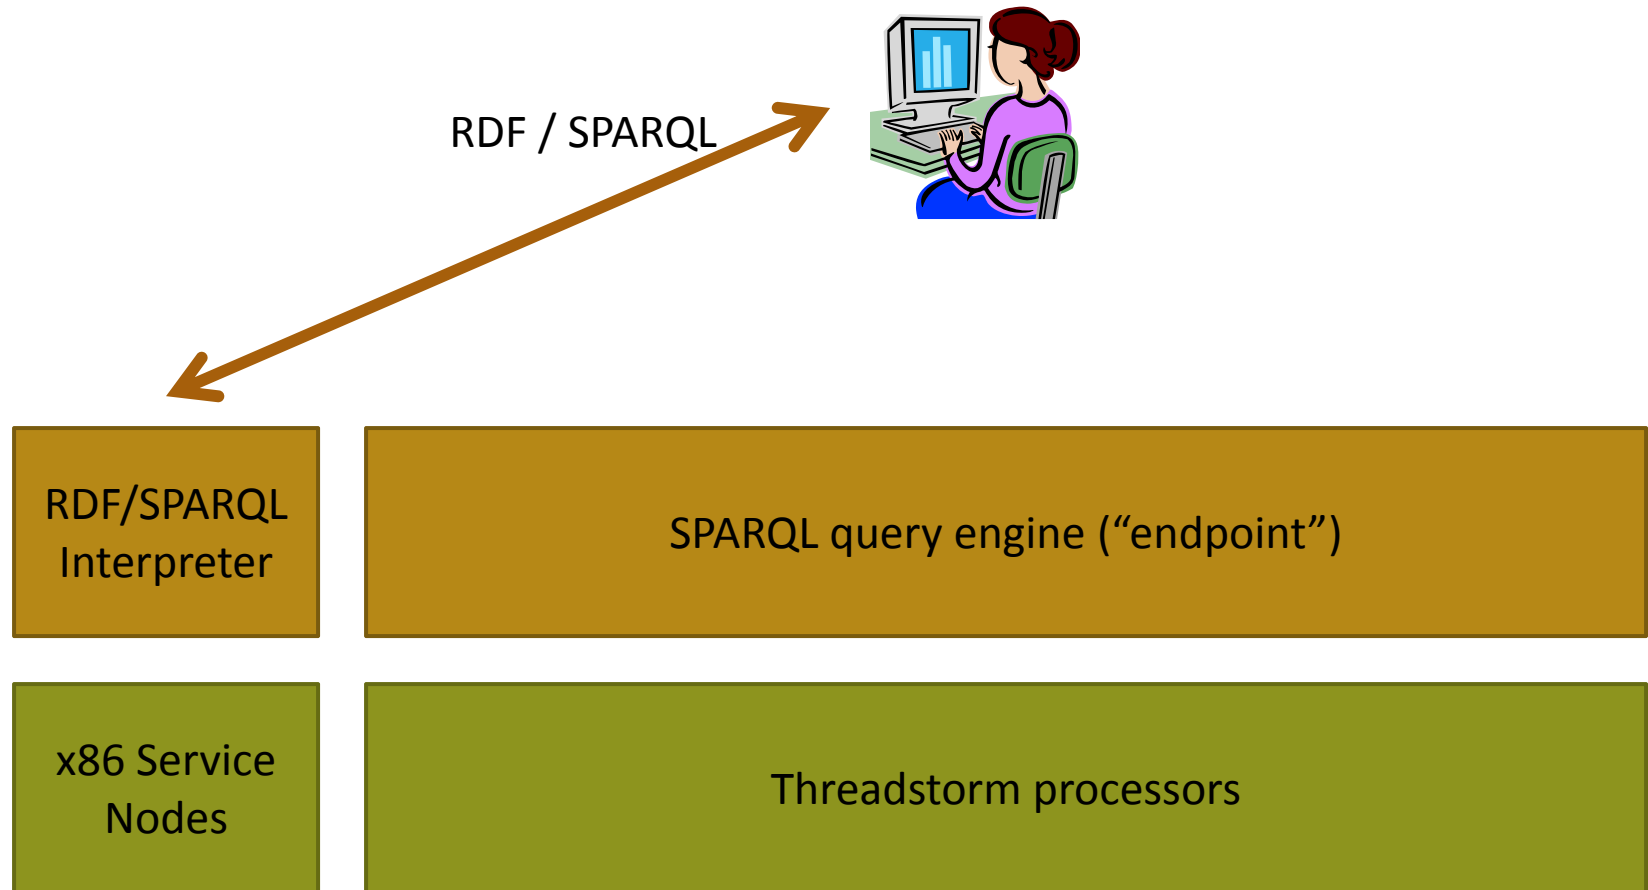 RDF / SPARQL
RDF/SPARQL
Interpreter
SPARQL query engine (“endpoint”)
x86 Service
Nodes
Threadstorm processors